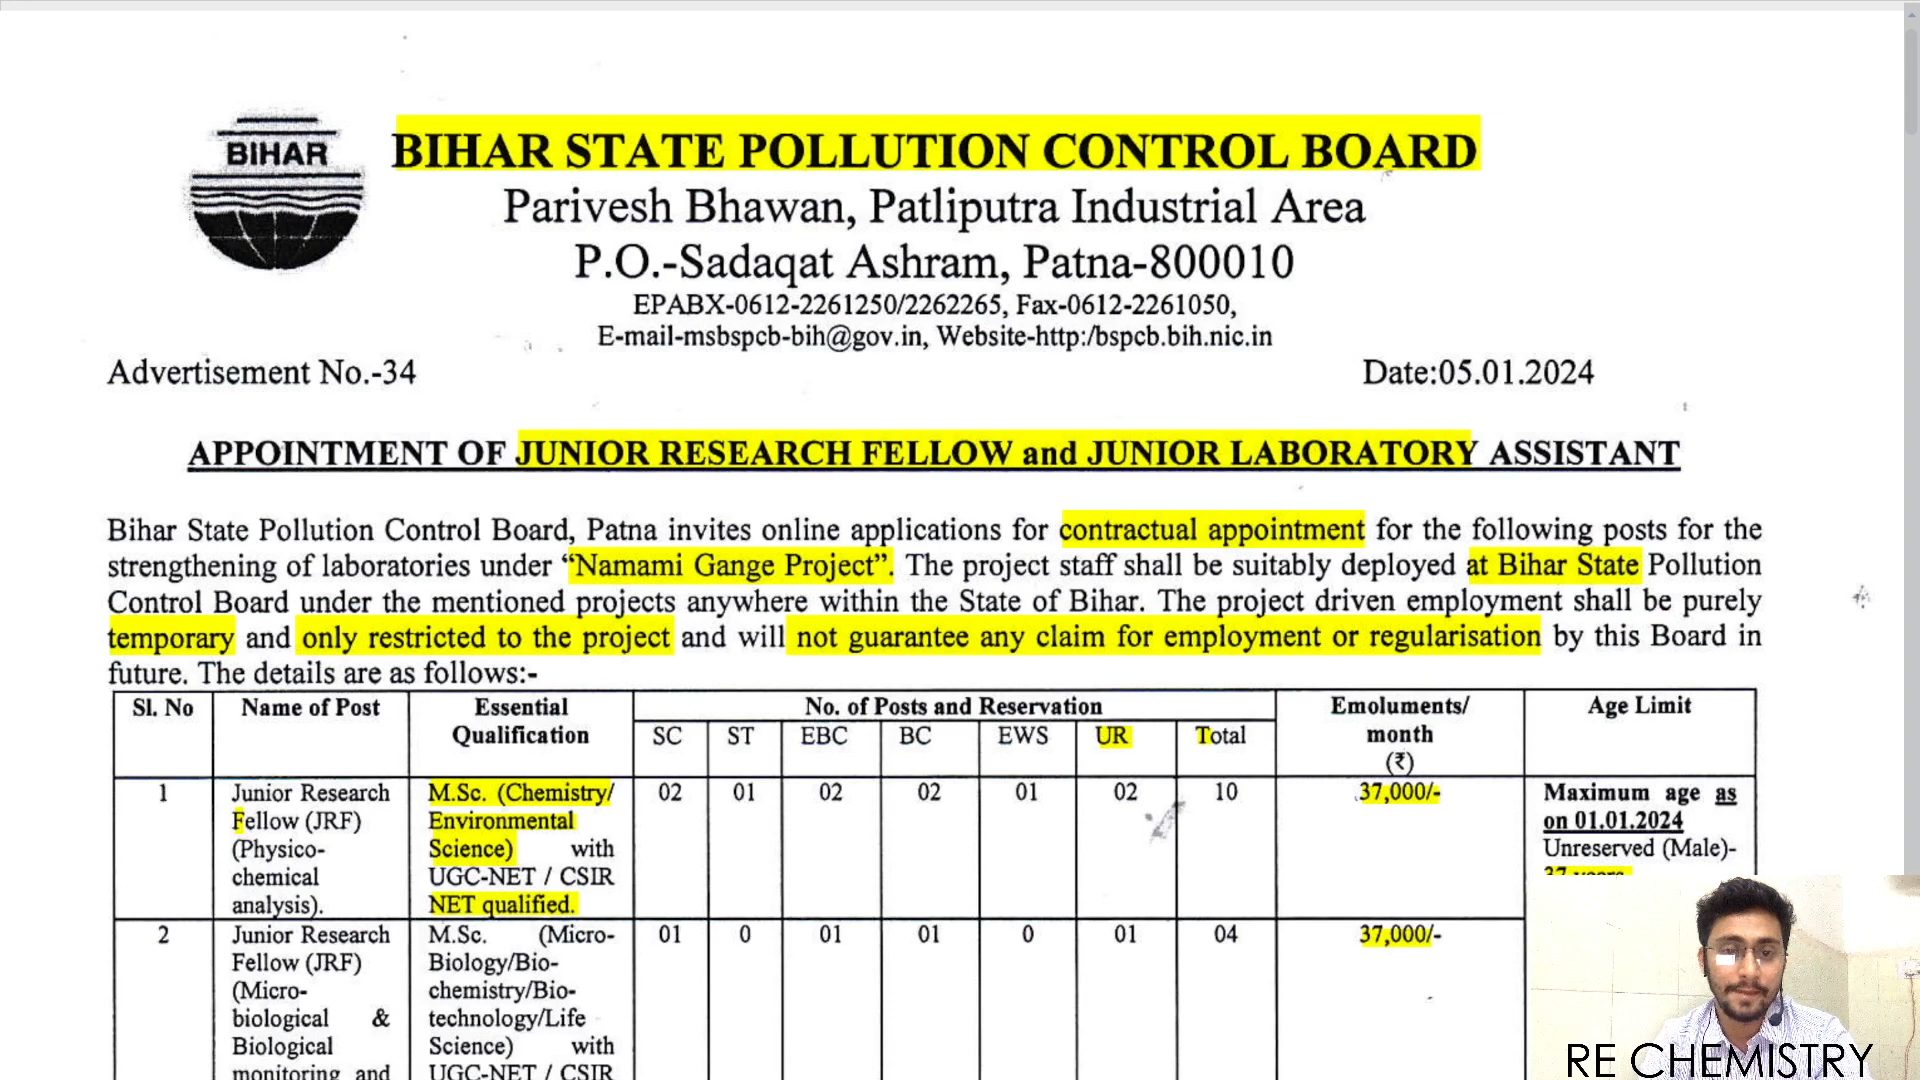 BIHAR
BIHAR STATE POLLUTION CONTROL BOARD
Parivesh Bhawan, Patliputra Industrial Area
P.O.-Sadaqat Ashram, Patna-800010
EPABX-0612-2261250/2262265, Fax-0612-2261050,
E-mail-msbspcb-bih@gov.in, Website-http:/bspcb.bih.nic.in
Advertisement No.-34 Date:05.01.2024
APPOINTMENT OF JUNIOR RESEARCH FELLOW and JUNIOR LABORATORY ASSISTANT
Bihar State Pollution Control Board, Patna invites online applications for contractual appointment for the following posts for the
strengthening of laboratories under “Namami Gange Project”. The project staff shall be suitably deployed at Bihar State Pollution
Control Board under the mentioned projects anywhere within the State of Bihar. The project driven employment shall be purely
temporary and only restricted to the project and will not guarantee any claim for employment or regularisation by this Board in
future. The details are as follows:-
Sl. No
Name of Post
Essential
Qualification
No. of Posts and Reservation
SC ST EBC BC EWS UR Total
Emoluments/
month
(₹)
Age Limit
1
Junior Research
Fellow (JRF)
(Physico-
chemical
analysis).
M.Sc. (Chemistry/
Environmental
Science) with
UGC-NET / CSIR
NET qualified.
02 01 02 02 01 02 10
37,000/-
Maximum age as
on 01.01.2024
Unreserved (Male)-
37 years
2
Junior Research
Fellow (JRF)
(Micro-
biological &
Biological
monitoring and
M.Sc. (Micro-
Biology/Bio-
chemistry/Bio-
technology/Life
Science) with
UGC-NET / CSIR
01 0 01 01 0 01 04
37,000/-
RE CHEMISTRY